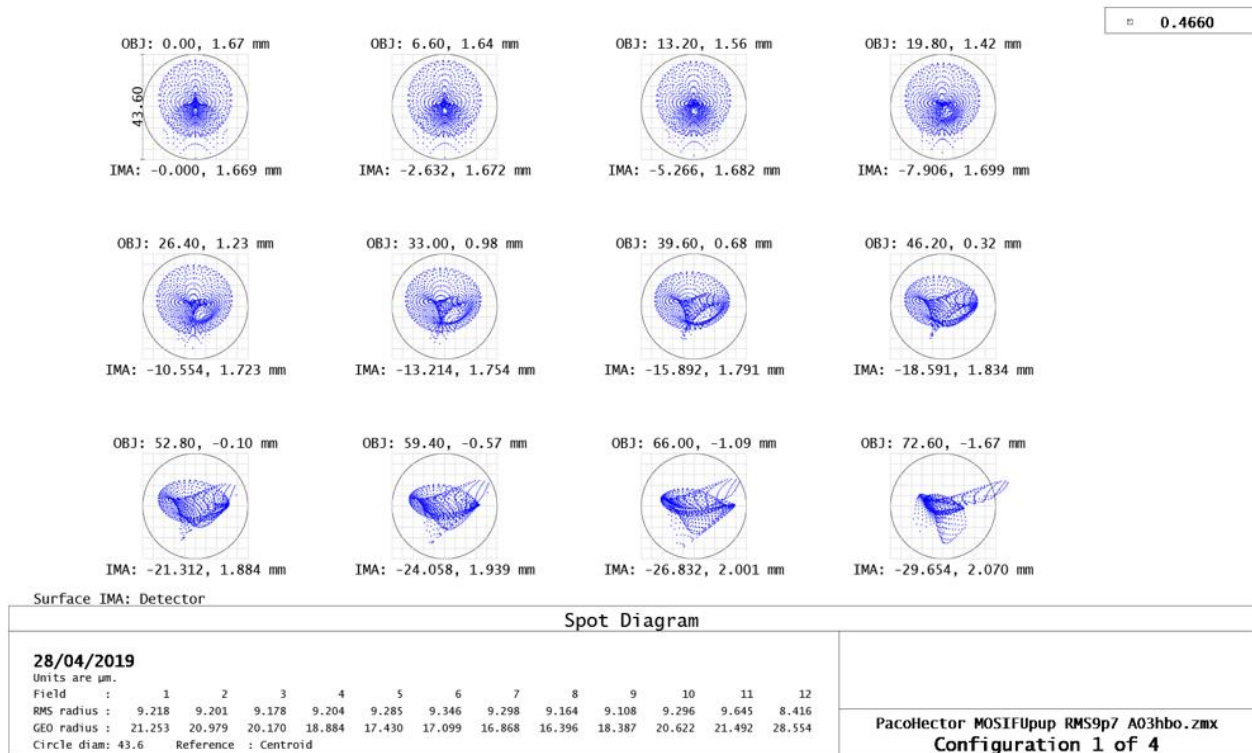 0.4660
OBJ: 0.00, 1.67 mm
OBJ: 6.60, 1.64 mm
OBJ: 13.20, 1.56 mm
OBJ: 19.80, 1.42 mm
43.60
IMA: -0.000, 1.669 mm
IMA: -2.632, 1.672 mm
IMA: -5.266, 1.682 mm
IMA: -7.906, 1.699 mm
OBJ: 26.40, 1.23 mm
OBJ: 33.00, 0.98 mm
OBJ: 39.60, 0.68 mm
OBJ: 46.20, 0.32 mm
IMA: -10.554, 1.723 mm
IMA: -13.214, 1.754 mm
IMA: -15.892, 1.791 mm
IMA: -18.591, 1.834 mm
OBJ: 52.80, -0.10 mm
OBJ: 59.40, -0.57 mm
OBJ: 66.00, -1.09 mm
OBJ: 72.60, -1.67 mm
IMA: -21.312, 1.884 mm
IMA: -24.058, 1.939 mm
IMA: -26.832, 2.001 mm
IMA: -29.654, 2.070 mm
Surface IMA: Detector
Spot Diagram
28/04/2019
Units are µm.
Field : 1 2 3 4 5 6 7 8 9 10 11 12
RMS radius : 9.218 9.201 9.178 9.204 9.285 9.346 9.298 9.164 9.108 9.296 9.645 8.416
GEO radius : 21.253 20.979 20.170 18.884 17.430 17.099 16.868 16.396 18.387 20.622 21.492 28.554
Circle diam: 43.6 Reference : Centroid
PacoHector MOSIFUpup RMS9p7 A03hbo.zmx
Configuration 1 of 4